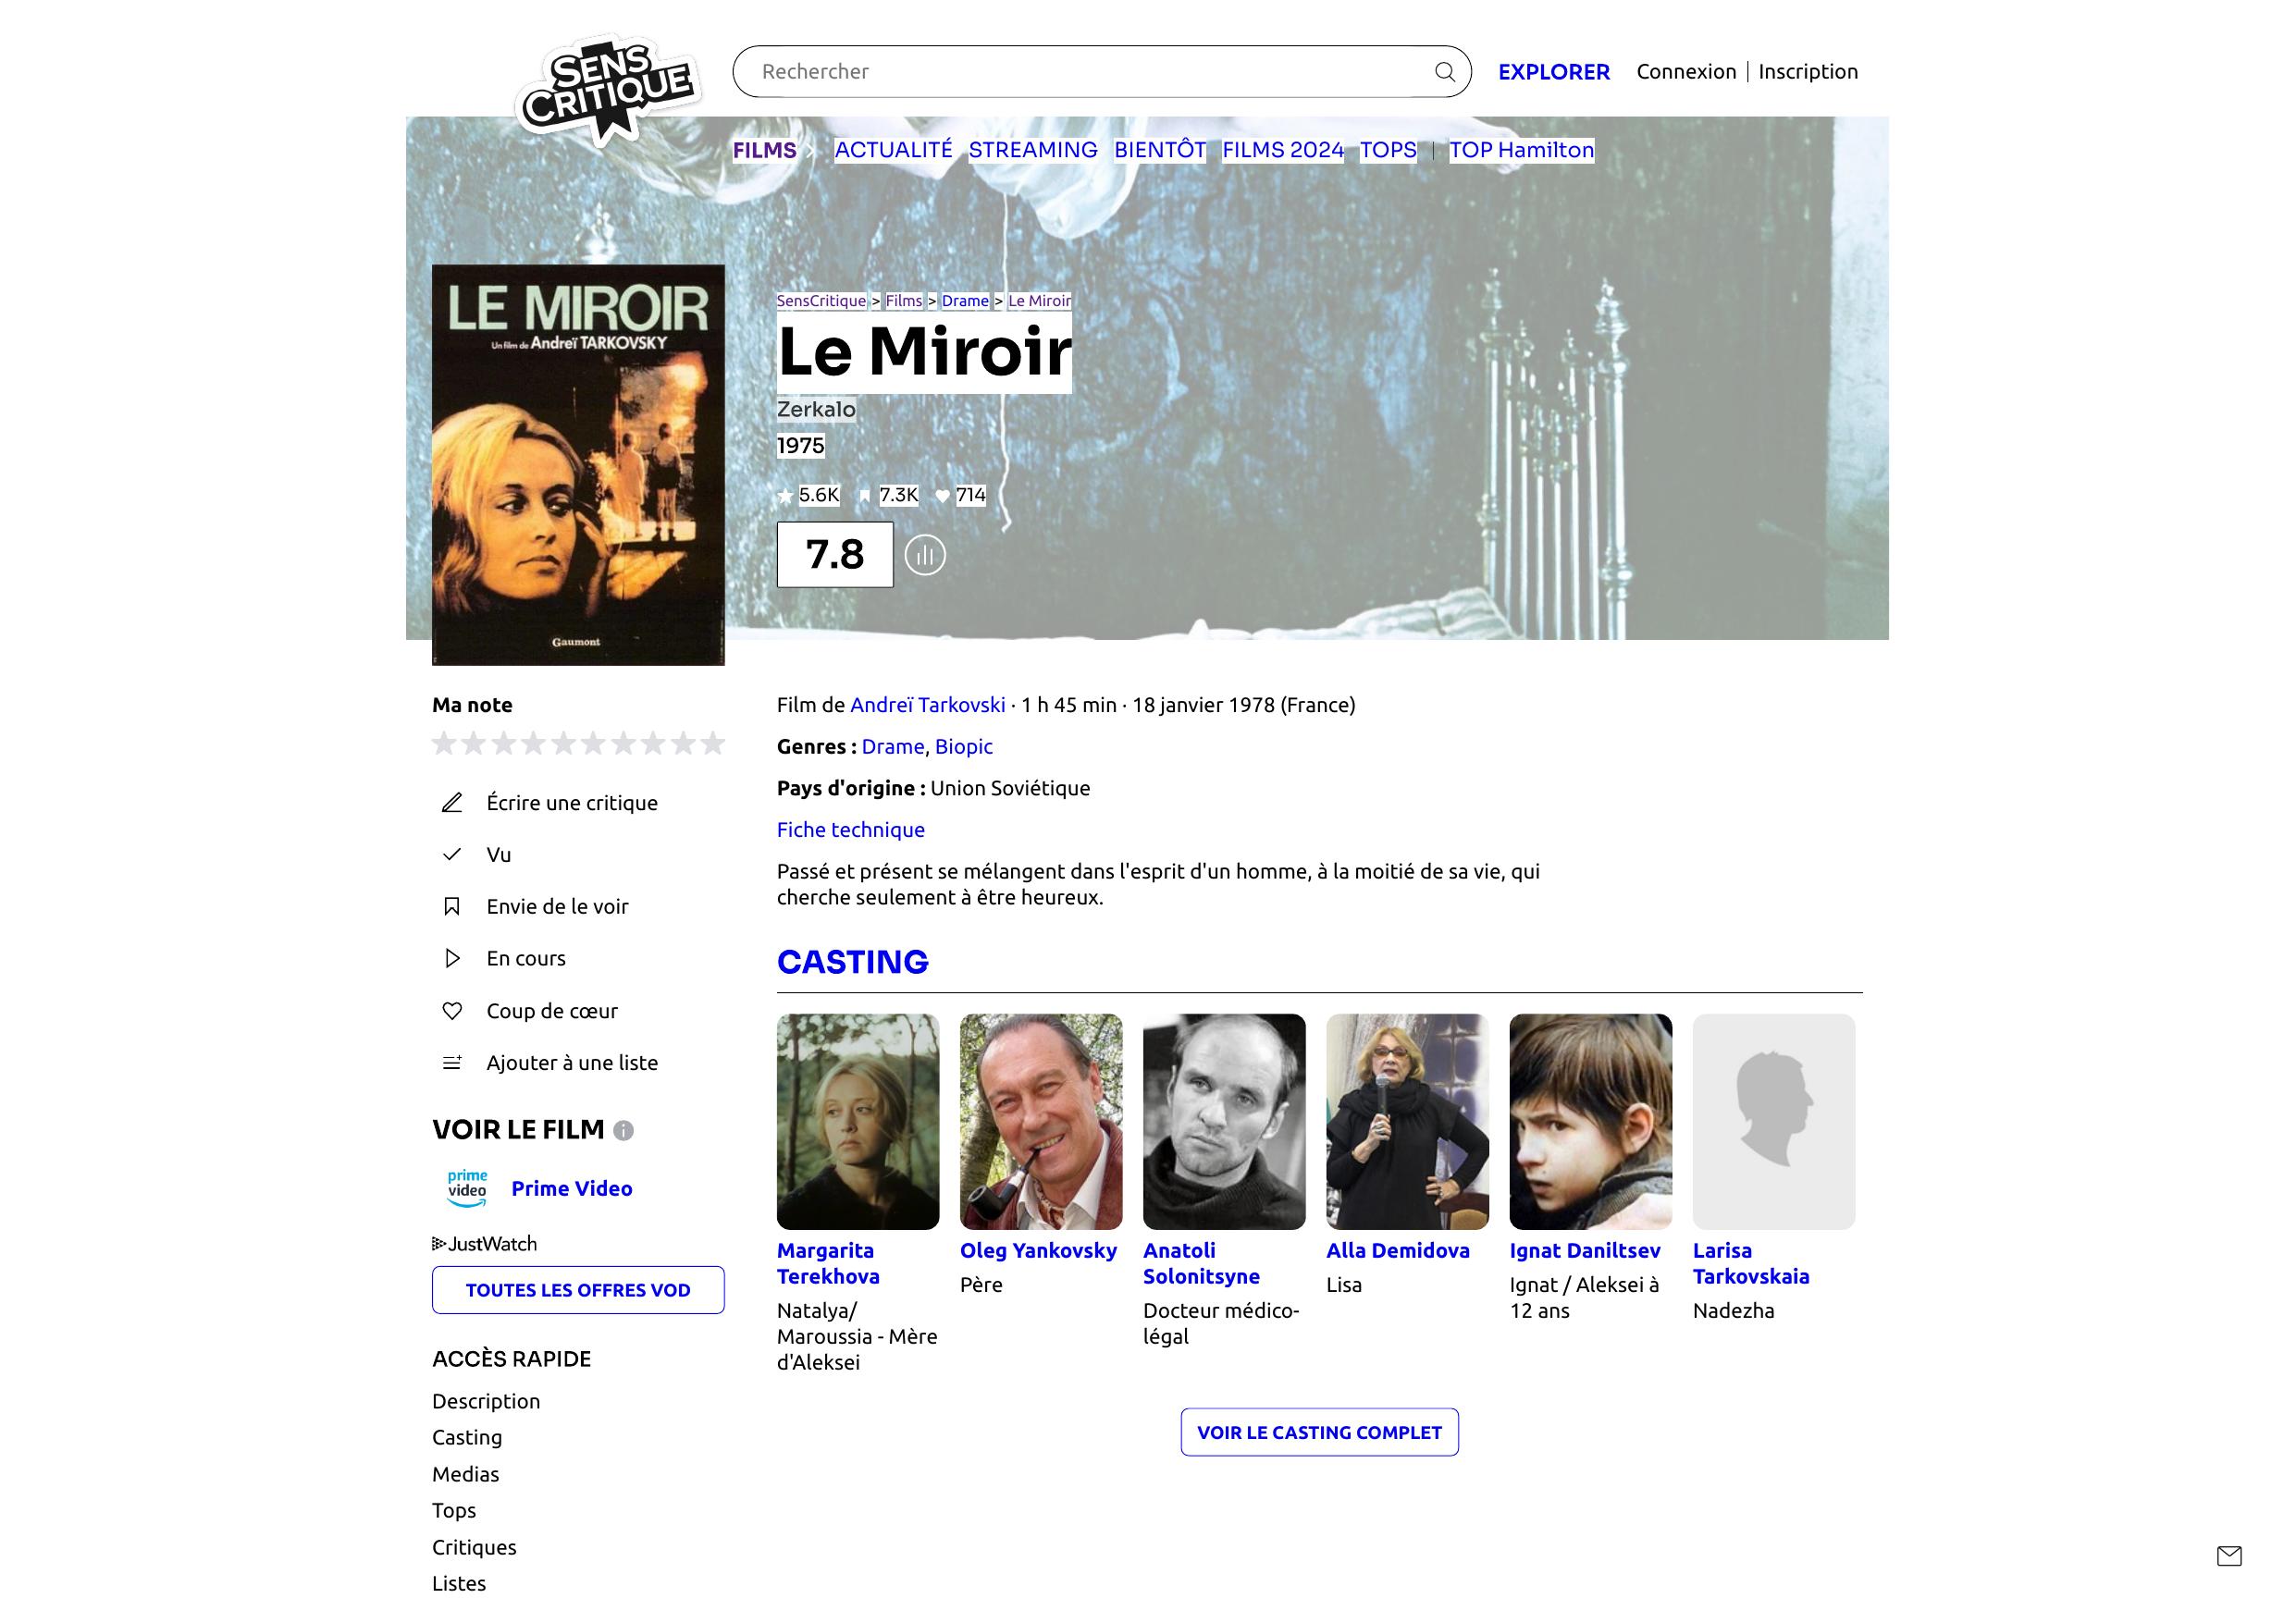 SENS
CRITIQUE
Rechercher
EXPLORER
Connexion | Inscription
FILMS
ACTUALITÉ STREAMING BIENTÔT FILMS 2024 TOPS | TOP Hamilton
LE MIROIR
Un film de Andreï TARKOVSKY
Gaumont
SensCritique > Films > Drame > Le Miroir
Le Miroir
Zerkalo
1975
5.6K 7.3K 714
7.8
Ma note
Écrire une critique
Vu
Envie de le voir
En cours
Coup de cœur
Ajouter à une liste
VOIR LE FILM
prime
video
Prime Video
JustWatch
TOUTES LES OFFRES VOD
ACCÈS RAPIDE
Description
Casting
Medias
Tops
Critiques
Listes
Film de Andreï Tarkovski · 1 h 45 min · 18 janvier 1978 (France)
Genres : Drame, Biopic
Pays d'origine : Union Soviétique
Fiche technique
Passé et présent se mélangent dans l'esprit d'un homme, à la moitié de sa vie, qui
cherche seulement à être heureux.
CASTING
Margarita
Terekhova
Natalya/
Maroussia - Mère
d'Aleksei
Oleg Yankovsky
Père
Anatoli
Solonitsyne
Docteur médico-
légal
Alla Demidova
Lisa
Ignat Daniltsev
Ignat / Aleksei à
12 ans
Larisa
Tarkovskaia
Nadezha
VOIR LE CASTING COMPLET